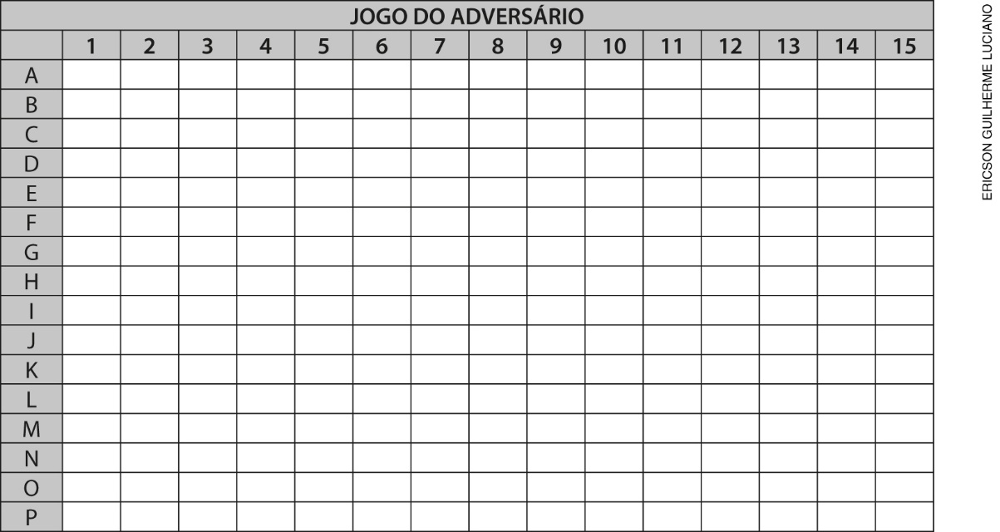 JOGO DO ADVERSÁRIO
1 2 3 4 5 6 7 8 9 10 11 12 13 14 15
A
B
C
D
E
F
G
H
I
J
K
L
M
N
O
P
ERICSON GUILHERME LUCIANO